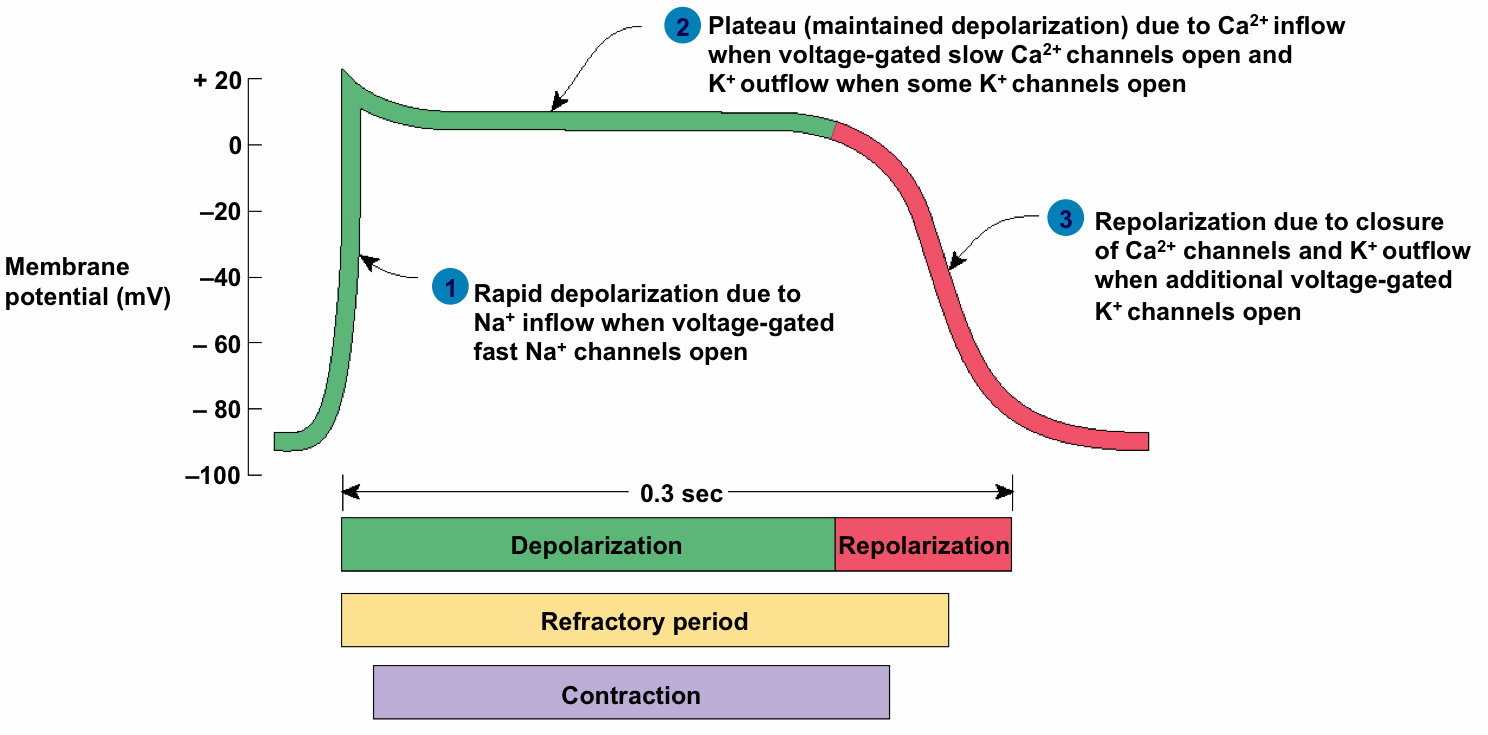 2 Plateau (maintained depolarization) due to Ca²⁺ inflow
when voltage-gated slow Ca²⁺ channels open and
K⁺ outflow when some K⁺ channels open
+ 20
0
–20
–40
– 60
– 80
–100
Membrane
potential (mV)
1 Rapid depolarization due to
Na⁺ inflow when voltage-gated
fast Na⁺ channels open
3 Repolarization due to closure
of Ca²⁺ channels and K⁺ outflow
when additional voltage-gated
K⁺ channels open
0.3 sec
Depolarization Repolarization
Refractory period
Contraction